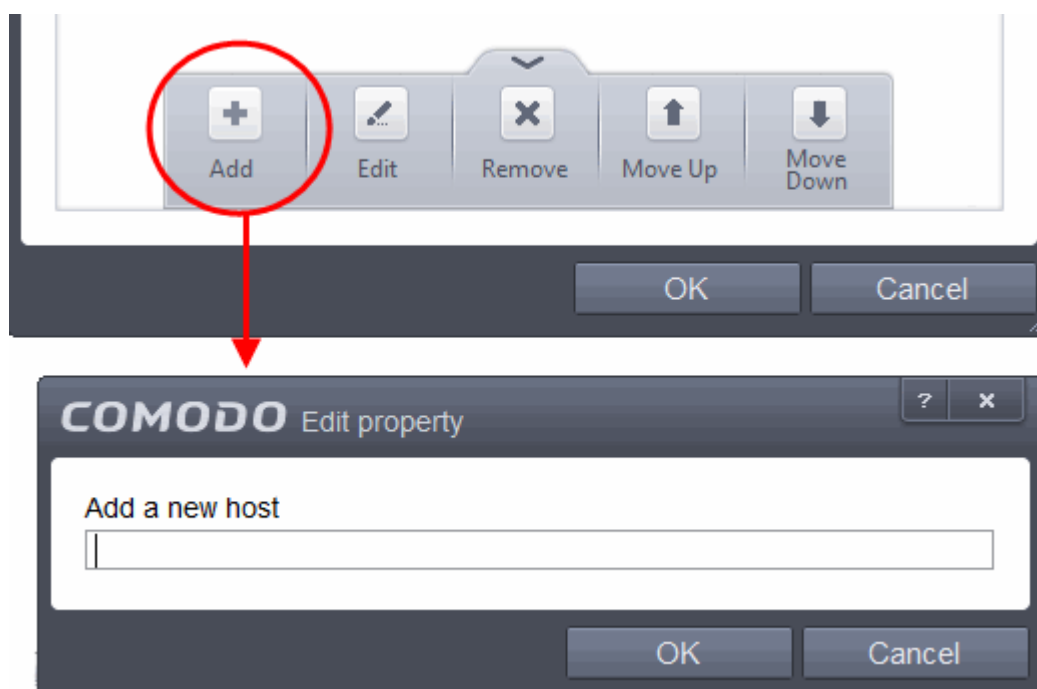 Add Edit Remove Move Up Move
Down
OK Cancel
COMODO Edit property ? x
Add a new host
OK Cancel